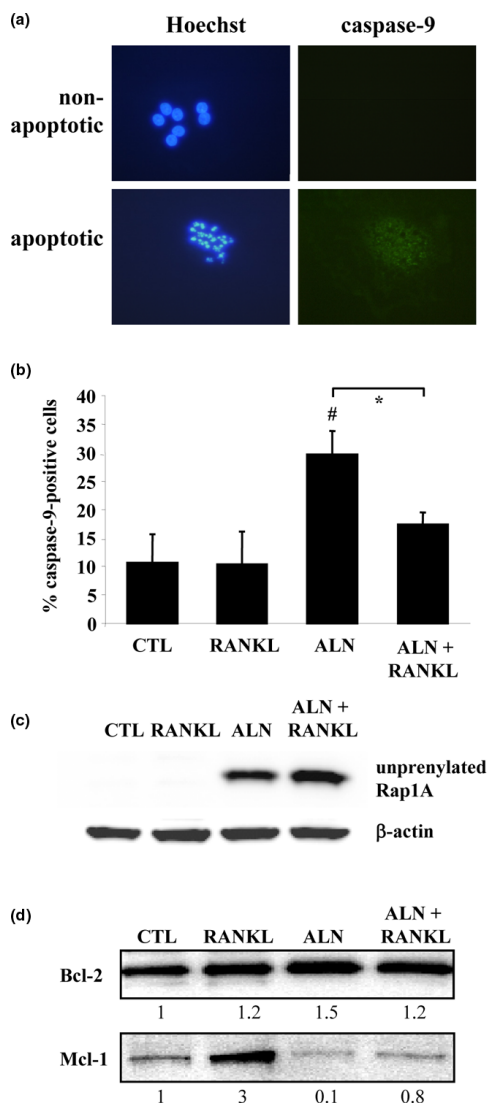 (a)
Hoechst caspase-9
non-
apoptotic
apoptotic
(b)
% caspase-9-positive cells
40
35
30
25
20
15
10
5
0
#
*
CTL RANKL ALN ALN +
RANKL
(c)
CTL RANKL ALN ALN +
RANKL
unprenylated
Rap1A
β-actin
(d)
CTL RANKL ALN ALN +
RANKL
Bcl-2
1 1.2 1.5 1.2
Mcl-1
1 3 0.1 0.8